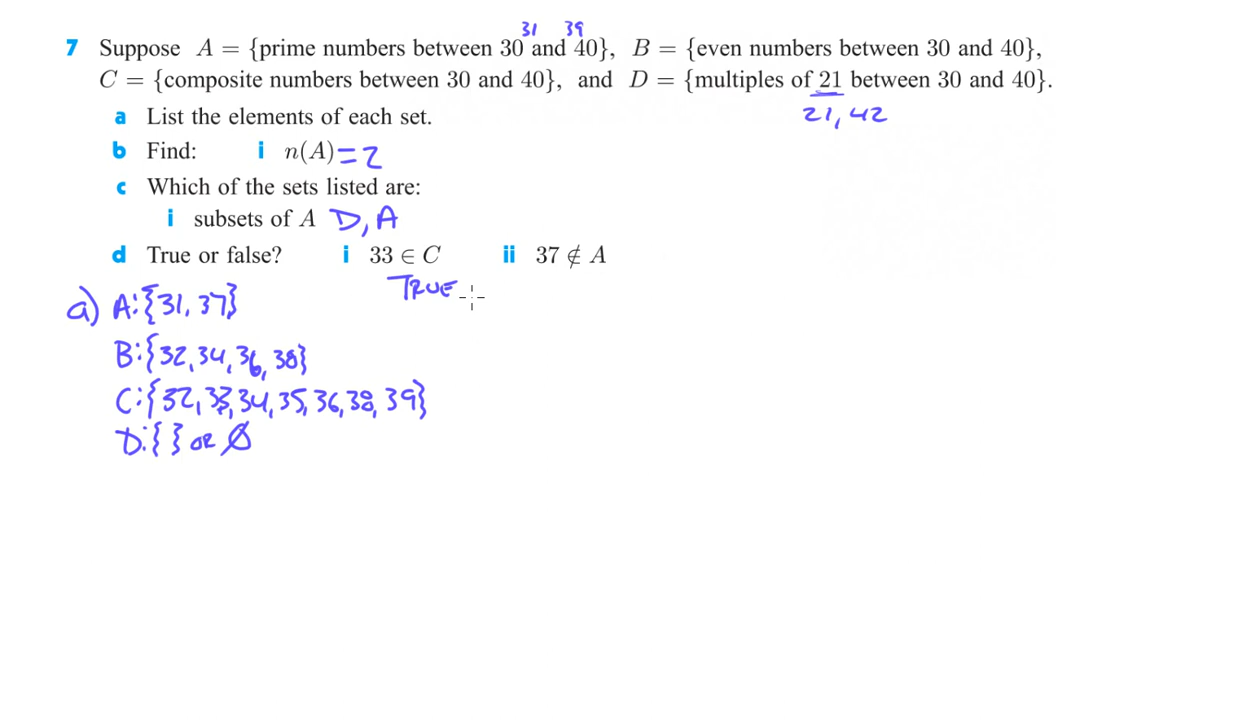 31 39
7 Suppose A = {prime numbers between 30 and 40}, B = {even numbers between 30 and 40},
C = {composite numbers between 30 and 40}, and D = {multiples of 21 between 30 and 40}.
21, 42
a List the elements of each set.
b Find: i n(A) = 2
c Which of the sets listed are:
i subsets of A D, A
d True or false? i 33 ∈ C ii 37 ∉ A
TRUE
a) A:{31, 37}
B:{32, 34, 36, 38}
C:{32, 33, 34, 35, 36, 38, 39}
D:{ } OR Ø